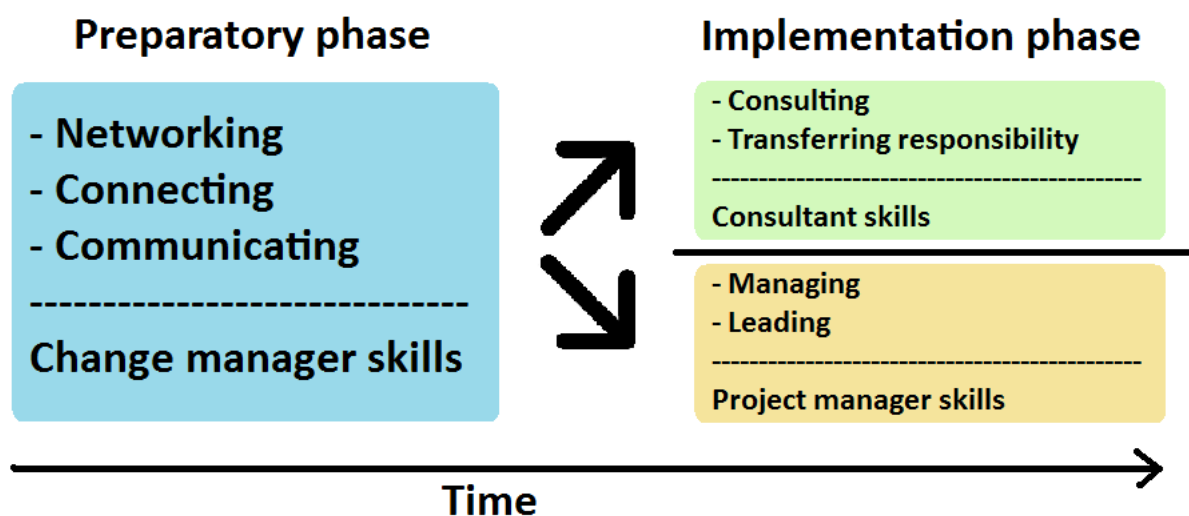 Preparatory phase
- Networking
- Connecting
- Communicating
------------------------------
Change manager skills
Implementation phase
- Consulting
- Transferring responsibility
----------------------------------------------
Consultant skills
- Managing
- Leading
----------------------------------------------
Project manager skills
Time